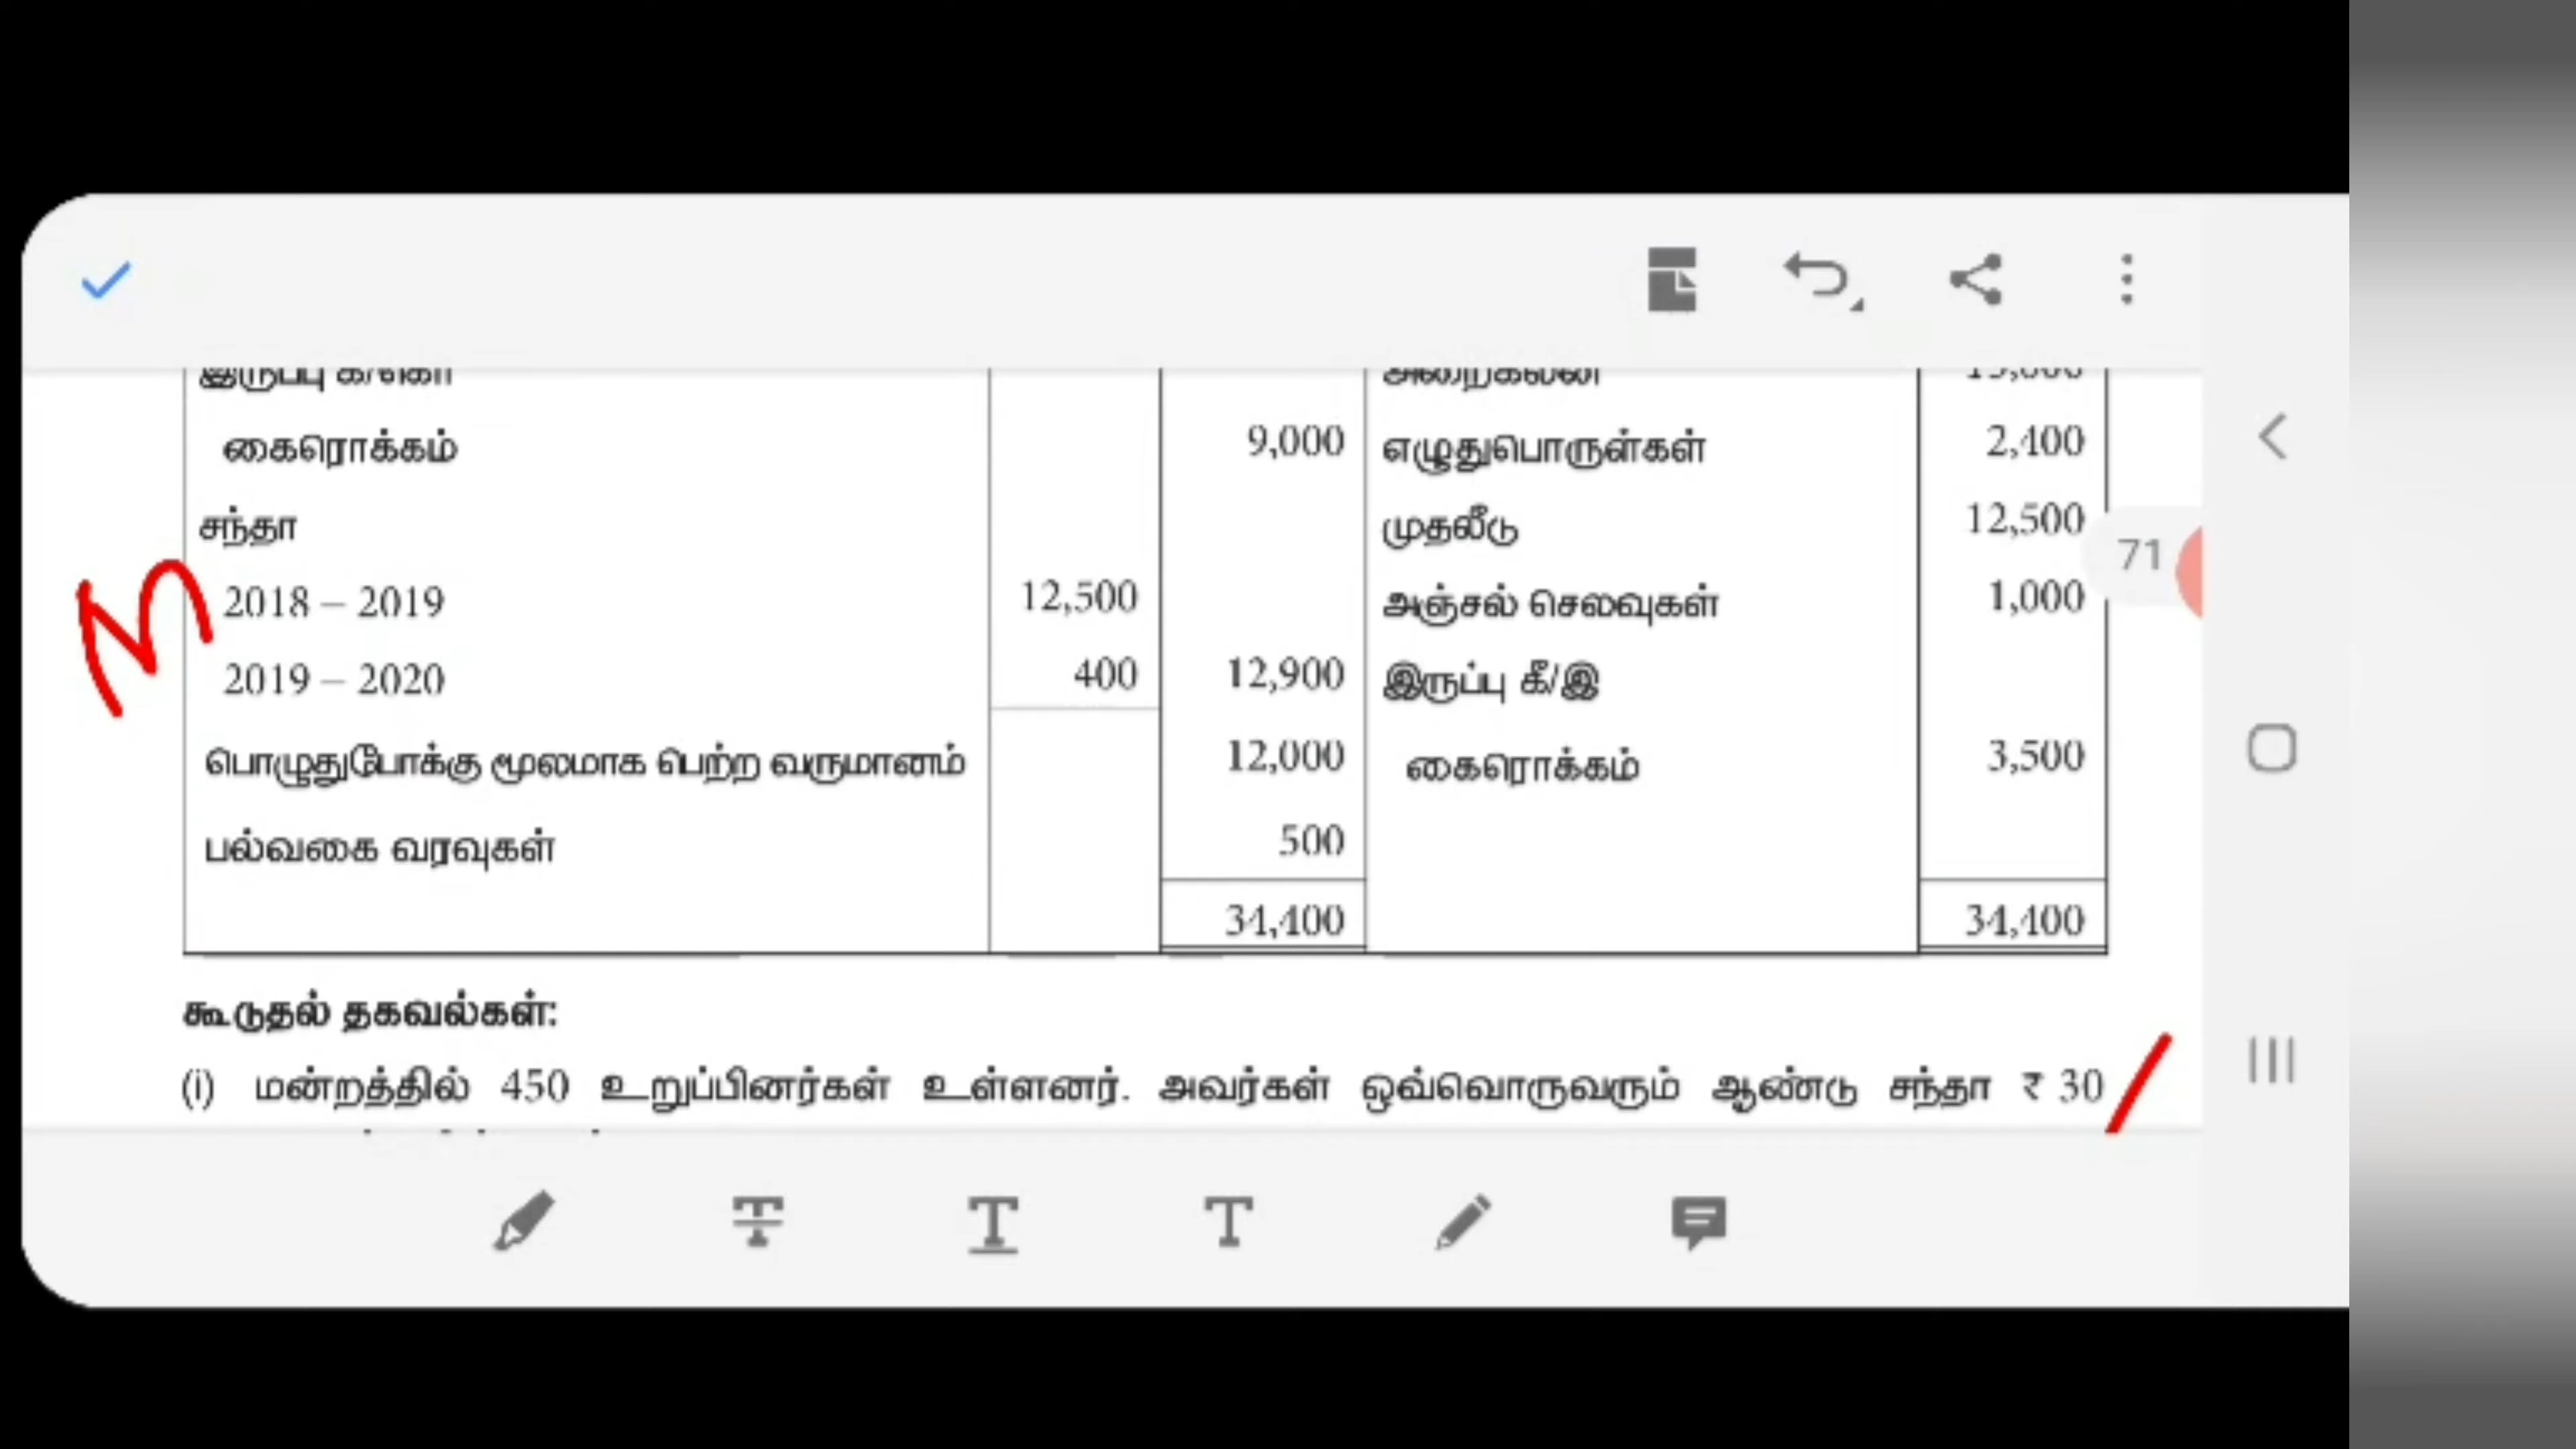 இருப்பு கீ/கொ
கைரொக்கம் 9,000 எழுதுபொருள்கள் 2,400
சந்தா முதலீடு 12,500
71
2018 – 2019 12,500 அஞ்சல் செலவுகள் 1,000
2019 – 2020 400 12,900 இருப்பு கீ/இ
பொழுதுபோக்கு மூலமாக பெற்ற வருமானம் 12,000 கைரொக்கம் 3,500
பல்வகை வரவுகள் 500
34,400 34,400
கூடுதல் தகவல்கள்:
(i) மன்றத்தில் 450 உறுப்பினர்கள் உள்ளனர். அவர்கள் ஒவ்வொருவரும் ஆண்டு சந்தா ₹ 30